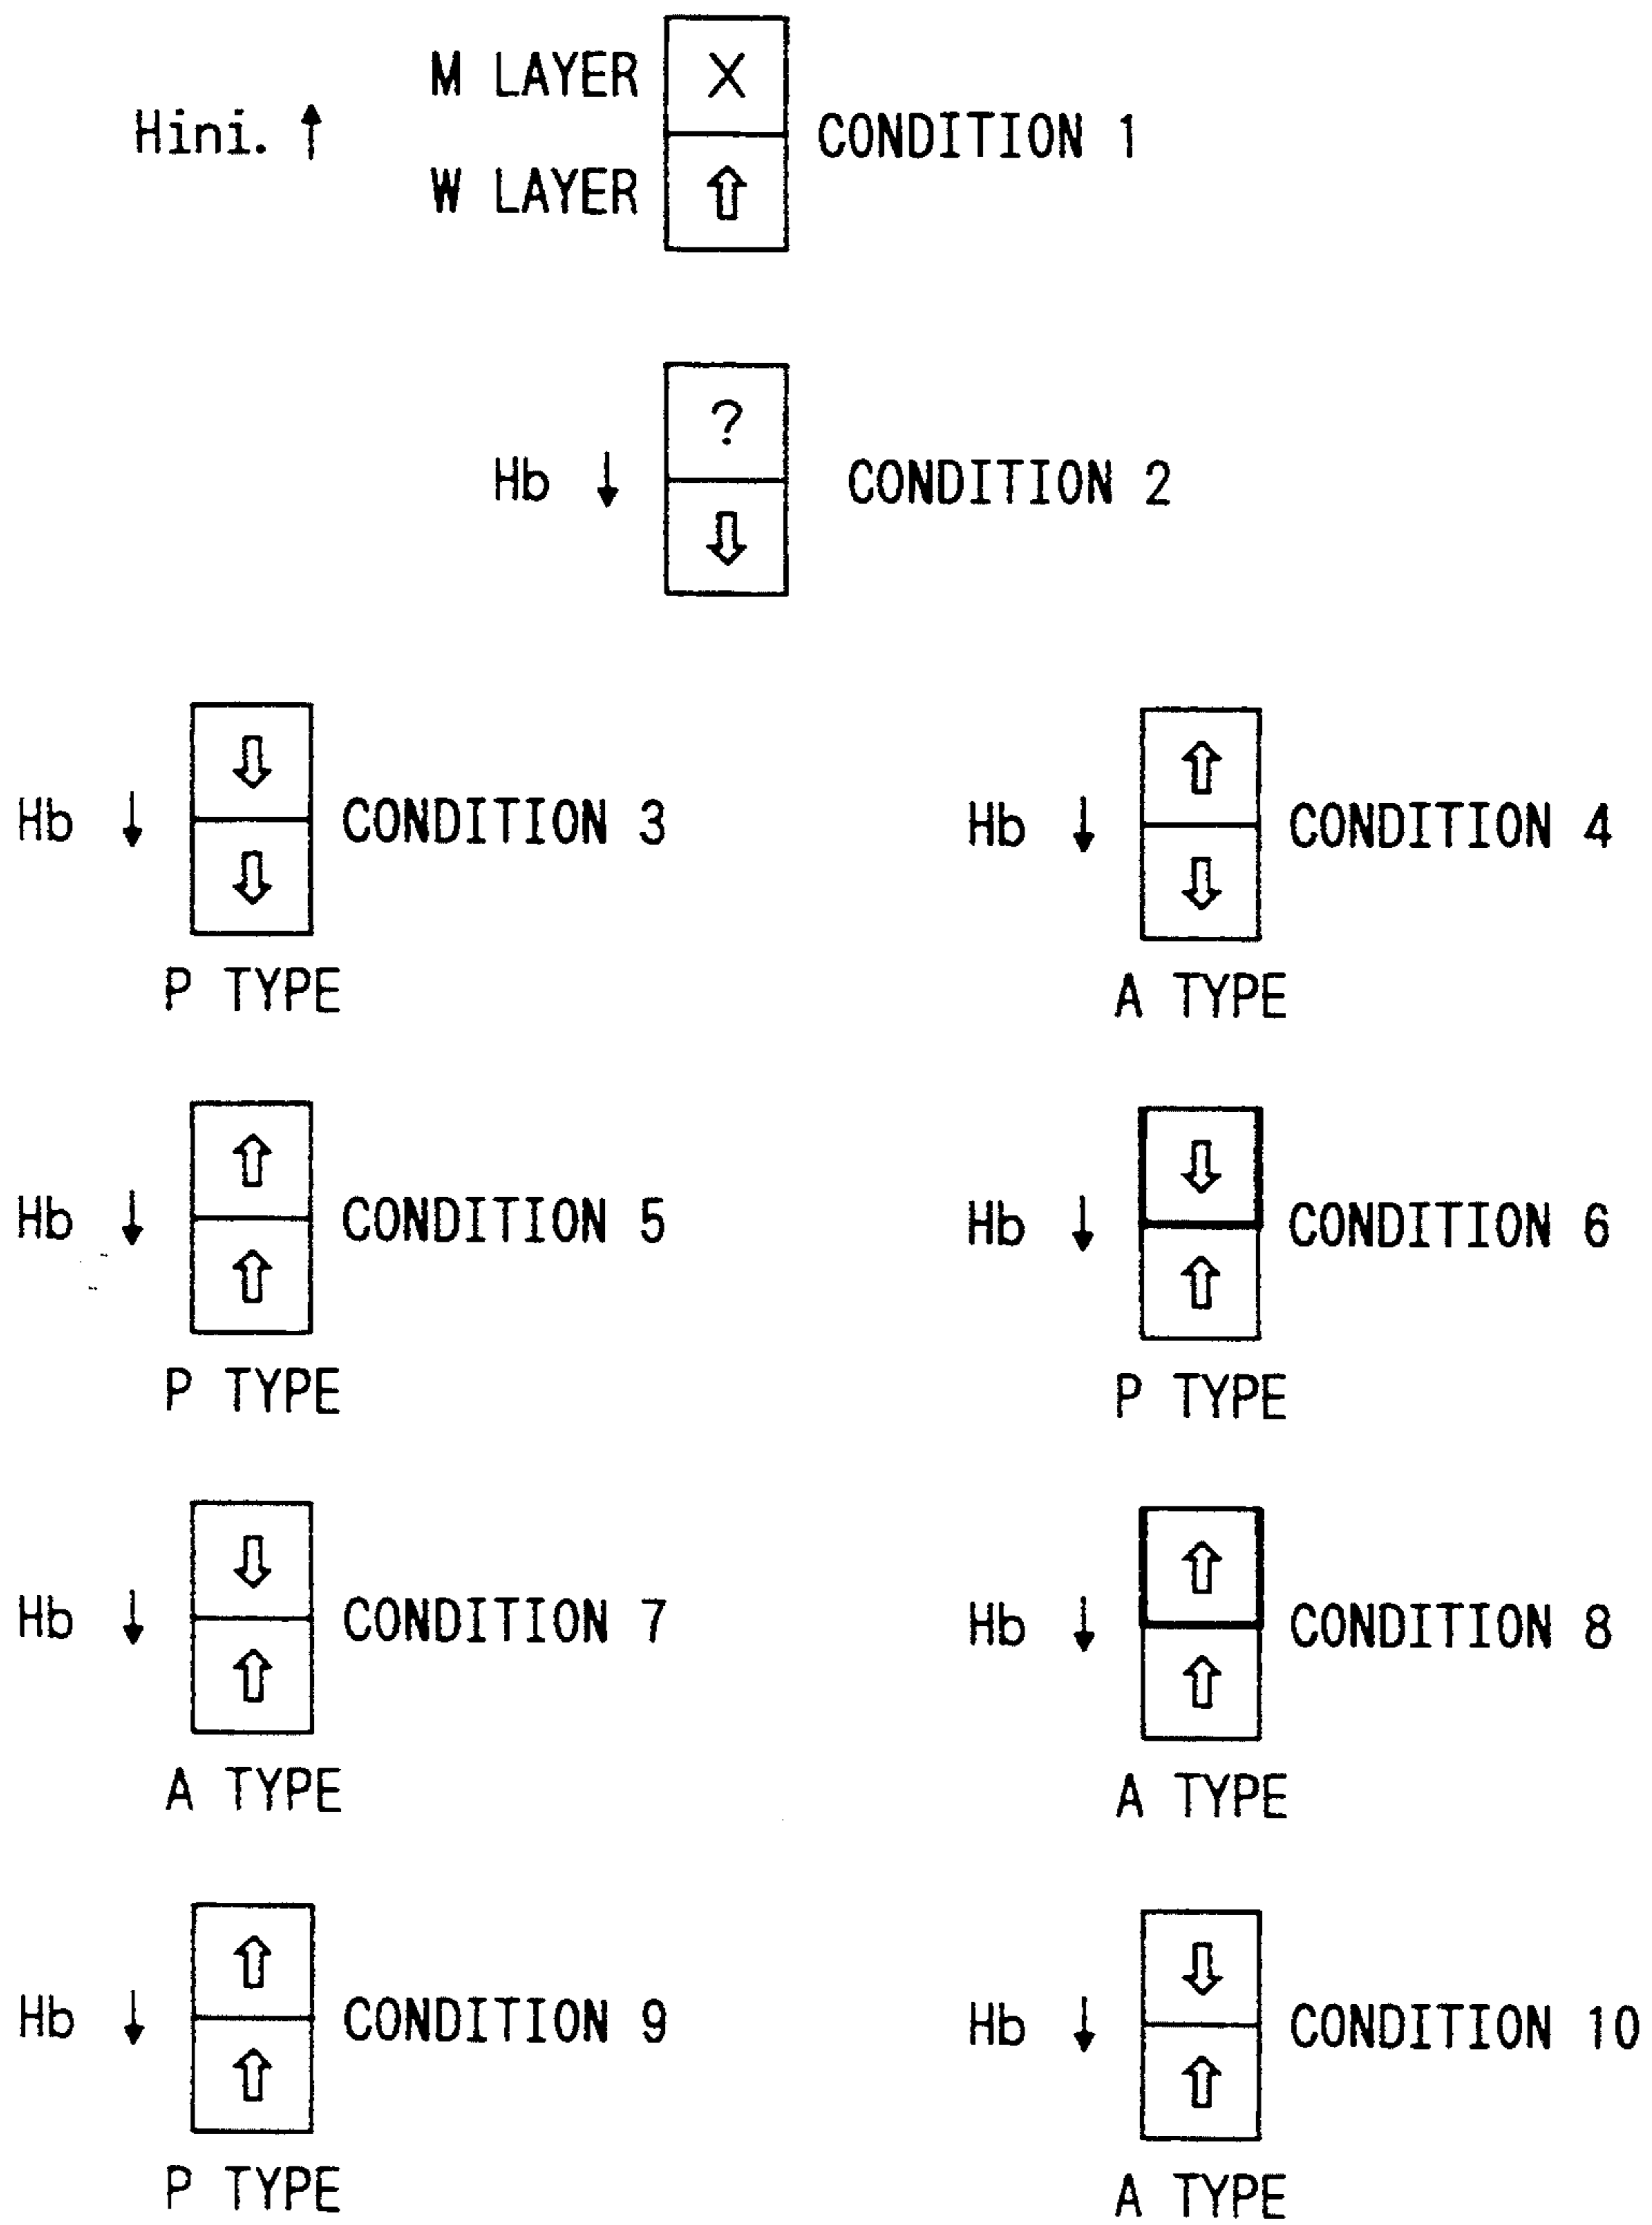 M LAYER X
Hini. ↑ CONDITION 1
W LAYER ⇧
?
Hb ↓ CONDITION 2
⇩
⇩ ⇧
Hb ↓ CONDITION 3 Hb ↓ CONDITION 4
⇩ ⇩
P TYPE A TYPE
⇧ ⇩
Hb ↓ CONDITION 5 Hb ↓ CONDITION 6
⇧ ⇧
P TYPE P TYPE
⇩ ⇧
Hb ↓ CONDITION 7 Hb ↓ CONDITION 8
⇧ ⇧
A TYPE A TYPE
⇧ ⇩
Hb ↓ CONDITION 9 Hb ↓ CONDITION 10
⇧ ⇧
P TYPE A TYPE